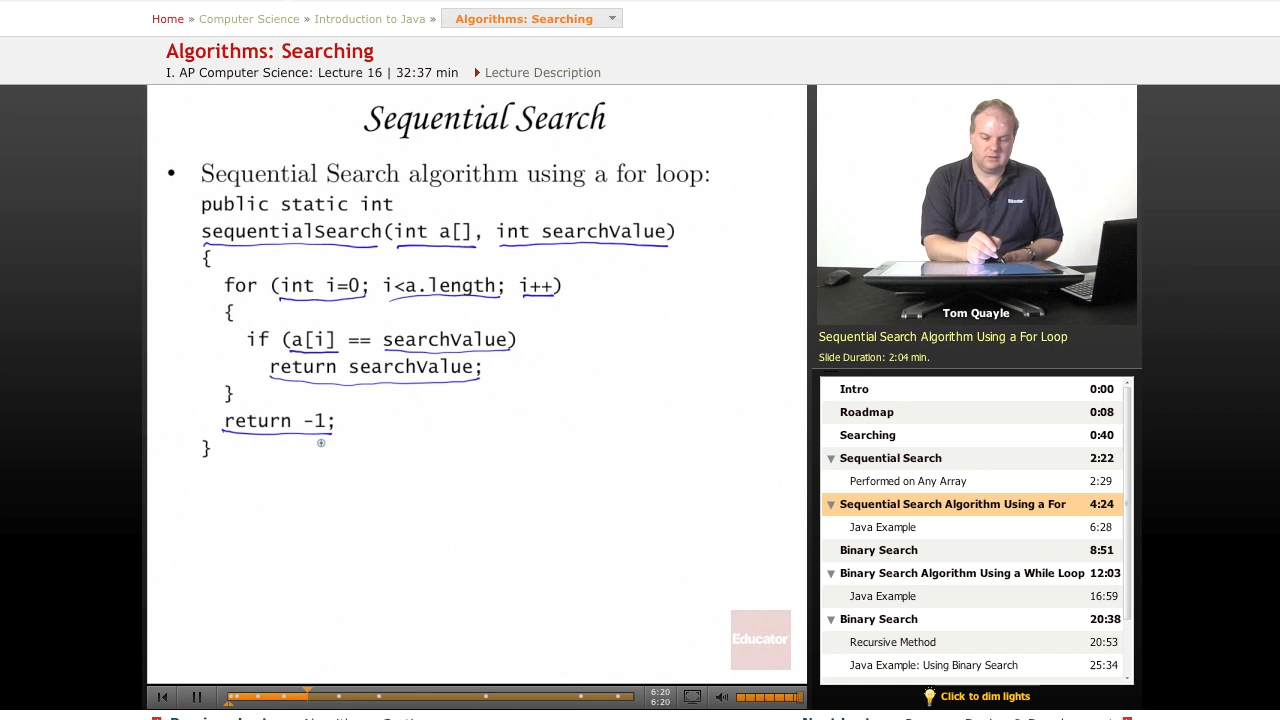 Home » Computer Science » Introduction to Java » Algorithms: Searching
Algorithms: Searching
I. AP Computer Science: Lecture 16 | 32:37 min Lecture Description
Sequential Search
• Sequential Search algorithm using a for loop:
public static int
sequentialSearch(int a[], int searchValue)
{
for (int i=0; i<a.length; i++)
{
if (a[i] == searchValue)
return searchValue;
}
return -1;
}
Educator
6:20
6:20
Educator
Tom Quayle
Sequential Search Algorithm Using a For Loop
Slide Duration: 2:04 min.
Intro 0:00
Roadmap 0:08
Searching 0:40
Sequential Search 2:22
Performed on Any Array 2:29
Sequential Search Algorithm Using a For 4:24
Java Example 6:28
Binary Search 8:51
Binary Search Algorithm Using a While Loop 12:03
Java Example 16:59
Binary Search 20:38
Recursive Method 20:53
Java Example: Using Binary Search 25:34
Click to dim lights